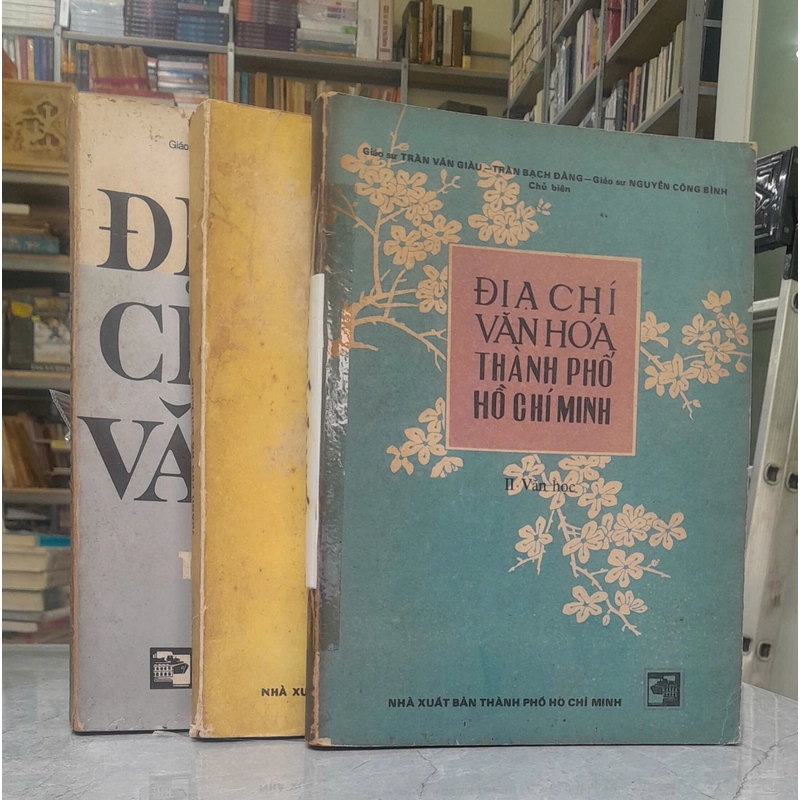 Giáo
ĐỊ
CH
VĂ
NHÀ XU
Giáo sư TRẦN VĂN GIÀU – TRẦN BẠCH ĐẰNG – Giáo sư NGUYỄN CÔNG BÌNH
Chủ biên
ĐỊA CHÍ
VĂN HÓA
THÀNH PHỐ
HỒ CHÍ MINH
II. Văn học
NHÀ XUẤT BẢN THÀNH PHỐ HỒ CHÍ MINH